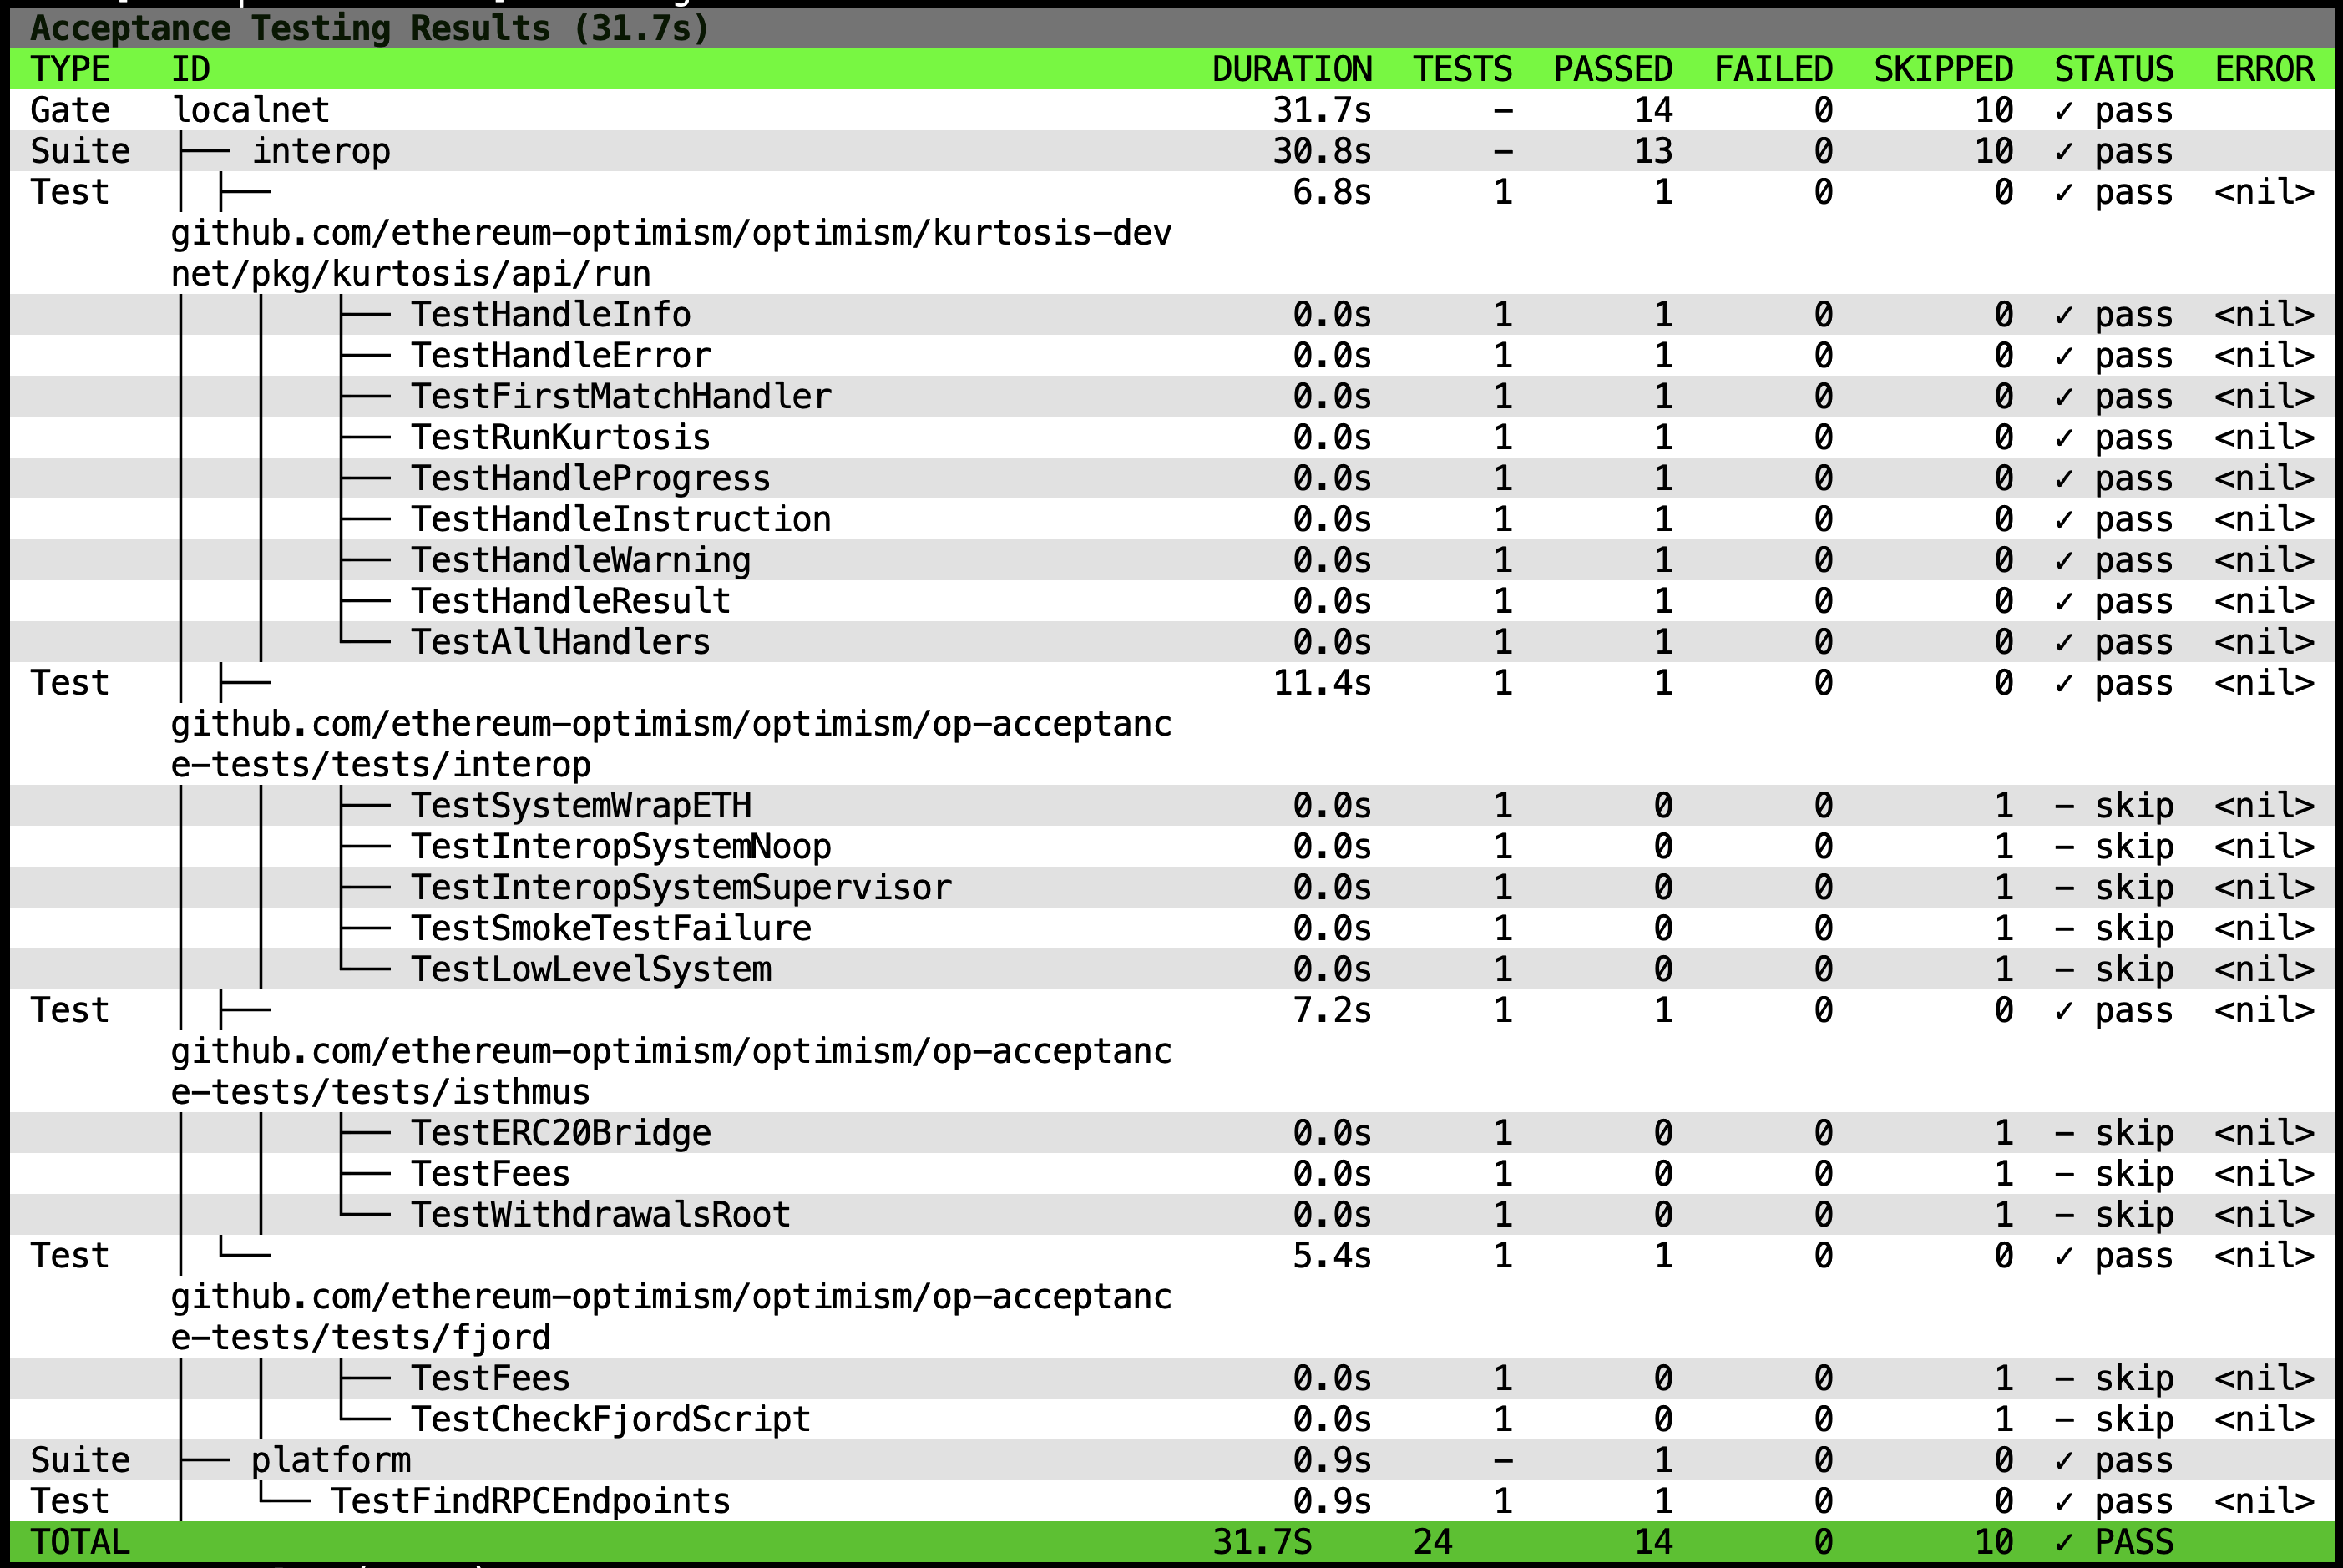 Acceptance Testing Results (31.7s)
TYPE ID DURATION TESTS PASSED FAILED SKIPPED STATUS ERROR
Gate localnet 31.7s - 14 0 10 ✓ pass
Suite ├── interop 30.8s - 13 0 10 ✓ pass
Test │ ├── 6.8s 1 1 0 0 ✓ pass <nil>
github.com/ethereum-optimism/optimism/kurtosis-dev
net/pkg/kurtosis/api/run
│ │ ├── TestHandleInfo 0.0s 1 1 0 0 ✓ pass <nil>
│ │ ├── TestHandleError 0.0s 1 1 0 0 ✓ pass <nil>
│ │ ├── TestFirstMatchHandler 0.0s 1 1 0 0 ✓ pass <nil>
│ │ ├── TestRunKurtosis 0.0s 1 1 0 0 ✓ pass <nil>
│ │ ├── TestHandleProgress 0.0s 1 1 0 0 ✓ pass <nil>
│ │ ├── TestHandleInstruction 0.0s 1 1 0 0 ✓ pass <nil>
│ │ ├── TestHandleWarning 0.0s 1 1 0 0 ✓ pass <nil>
│ │ ├── TestHandleResult 0.0s 1 1 0 0 ✓ pass <nil>
│ │ └── TestAllHandlers 0.0s 1 1 0 0 ✓ pass <nil>
Test │ ├── 11.4s 1 1 0 0 ✓ pass <nil>
github.com/ethereum-optimism/optimism/op-acceptanc
e-tests/tests/interop
│ │ ├── TestSystemWrapETH 0.0s 1 0 0 1 - skip <nil>
│ │ ├── TestInteropSystemNoop 0.0s 1 0 0 1 - skip <nil>
│ │ ├── TestInteropSystemSupervisor 0.0s 1 0 0 1 - skip <nil>
│ │ ├── TestSmokeTestFailure 0.0s 1 0 0 1 - skip <nil>
│ │ └── TestLowLevelSystem 0.0s 1 0 0 1 - skip <nil>
Test │ ├── 7.2s 1 1 0 0 ✓ pass <nil>
github.com/ethereum-optimism/optimism/op-acceptanc
e-tests/tests/isthmus
│ │ ├── TestERC20Bridge 0.0s 1 0 0 1 - skip <nil>
│ │ ├── TestFees 0.0s 1 0 0 1 - skip <nil>
│ │ └── TestWithdrawalsRoot 0.0s 1 0 0 1 - skip <nil>
Test │ └── 5.4s 1 1 0 0 ✓ pass <nil>
github.com/ethereum-optimism/optimism/op-acceptanc
e-tests/tests/fjord
│ │ ├── TestFees 0.0s 1 0 0 1 - skip <nil>
│ │ └── TestCheckFjordScript 0.0s 1 0 0 1 - skip <nil>
Suite ├── platform 0.9s - 1 0 0 ✓ pass
Test │ └── TestFindRPCEndpoints 0.9s 1 1 0 0 ✓ pass <nil>
TOTAL 31.7S 24 14 0 10 ✓ PASS